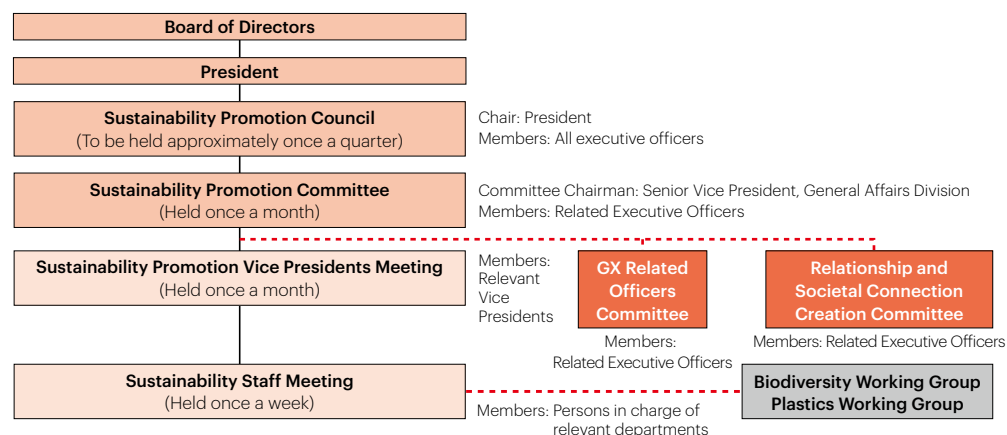 Board of Directors
President
Sustainability Promotion Council
(To be held approximately once a quarter)
Chair: President
Members: All executive officers
Sustainability Promotion Committee
(Held once a month)
Committee Chairman: Senior Vice President, General Affairs Division
Members: Related Executive Officers
Sustainability Promotion Vice Presidents Meeting
(Held once a month)
Members:
Relevant
Vice
Presidents
GX Related
Officers
Committee
Members:
Related Executive Officers
Relationship and
Societal Connection
Creation Committee
Members: Related Executive Officers
Sustainability Staff Meeting
(Held once a week)
Members: Persons in charge of
relevant departments
Biodiversity Working Group
Plastics Working Group